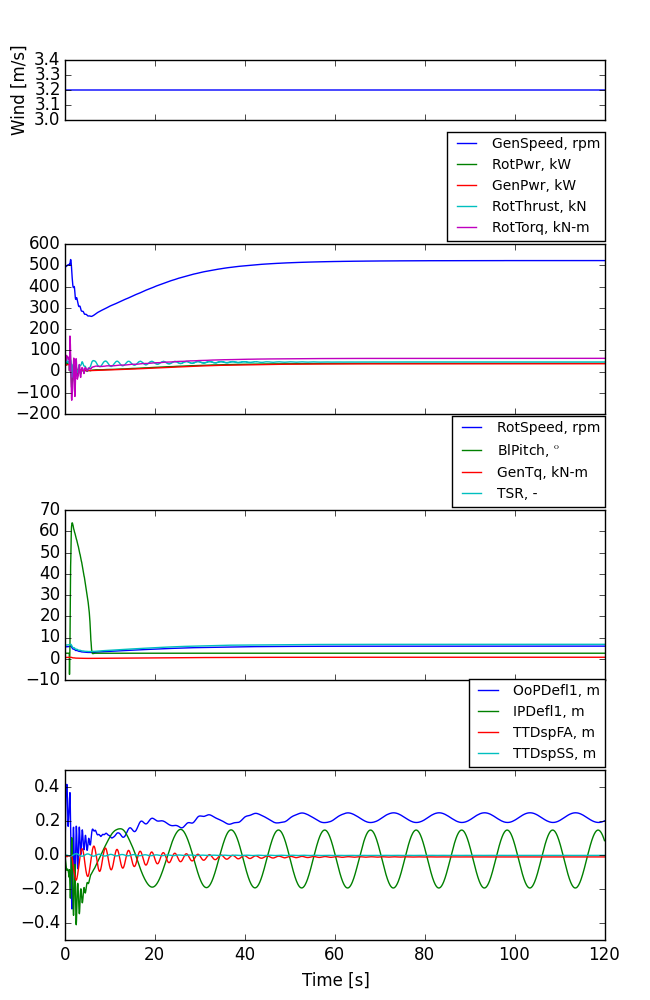 Wind [m/s]
3.4
3.3
3.2
3.1
3.0
GenSpeed, rpm
RotPwr, kW
GenPwr, kW
RotThrust, kN
RotTorq, kN-m
600
500
400
300
200
100
0
−100
−200
RotSpeed, rpm
BlPitch, °
GenTq, kN-m
TSR, -
70
60
50
40
30
20
10
0
−10
OoPDefl1, m
IPDefl1, m
TTDspFA, m
TTDspSS, m
0.4
0.2
0.0
−0.2
−0.4
0 20 40 60 80 100 120
Time [s]